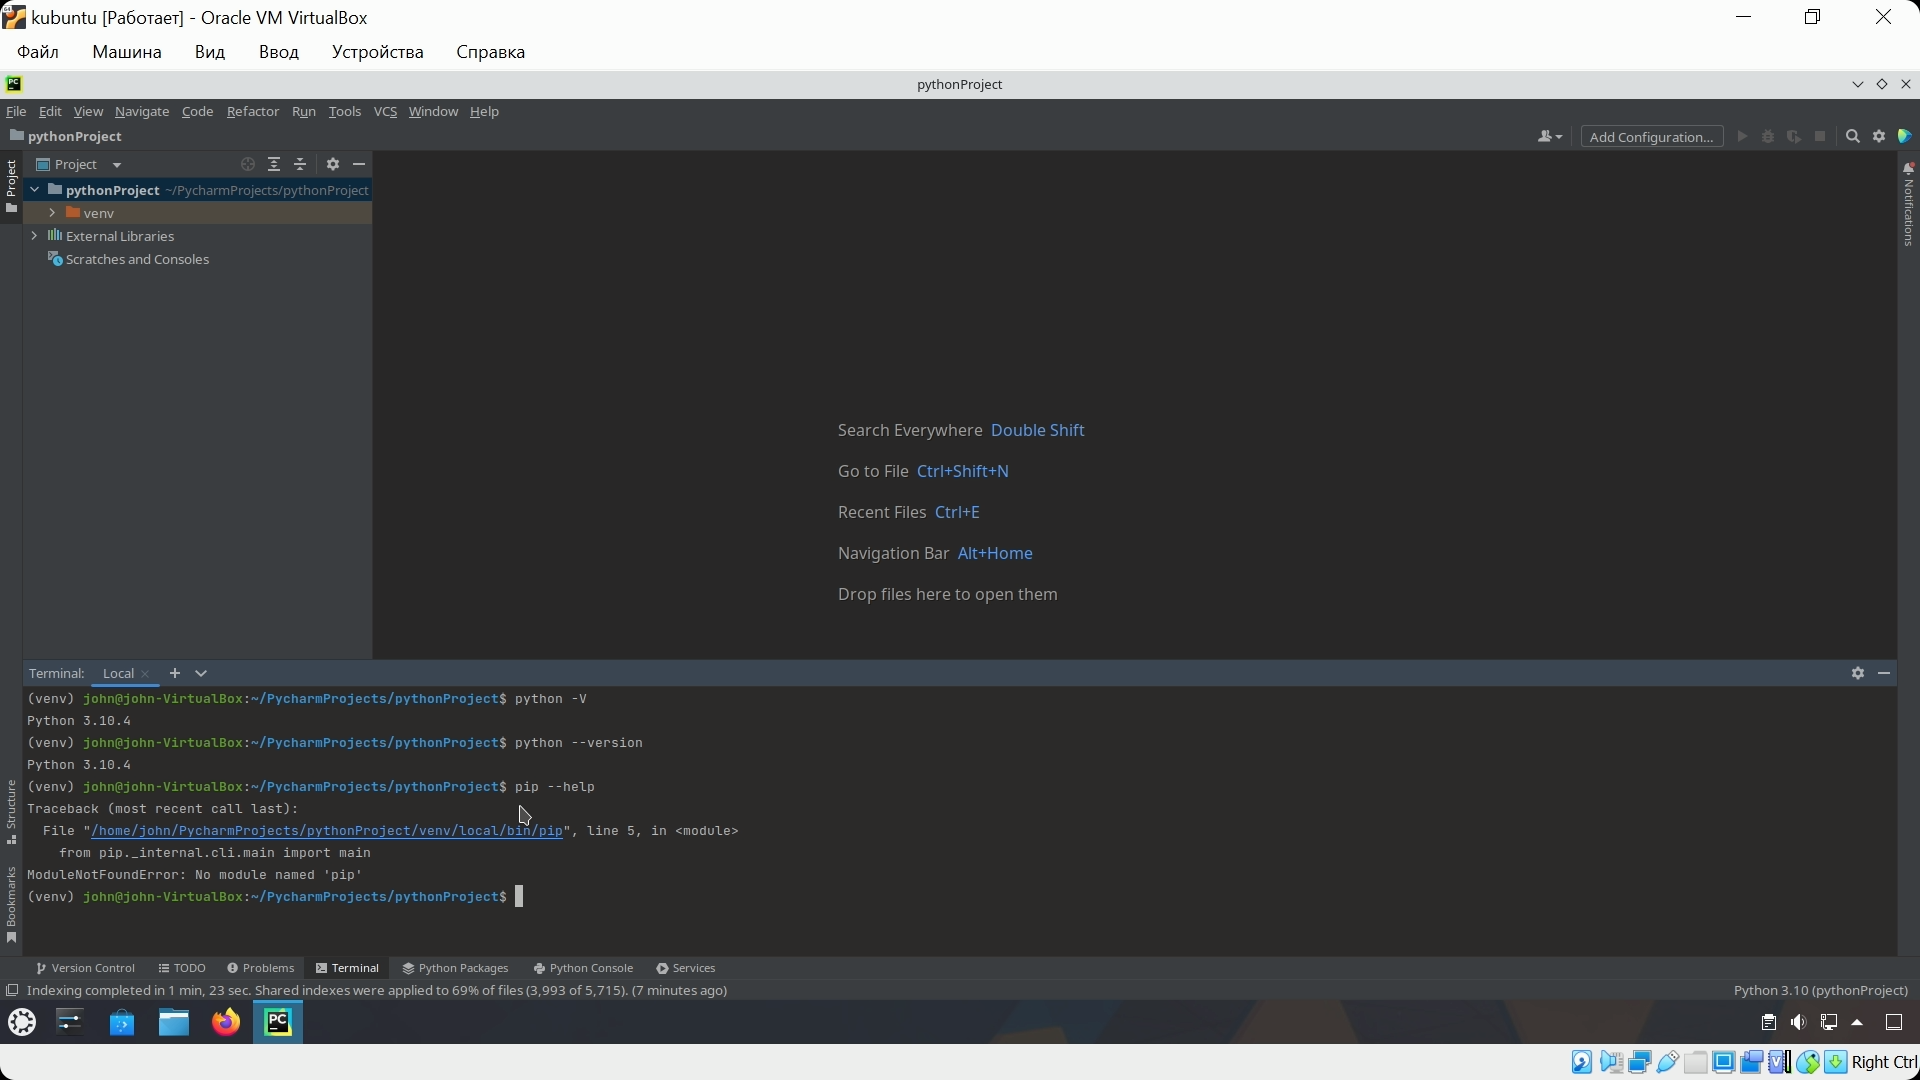 kubuntu [Работает] - Oracle VM VirtualBox
Файл Машина Вид Ввод Устройства Справка
pythonProject
File Edit View Navigate Code Refactor Run Tools VCS Window Help
pythonProject
Add Configuration...
Project
Project
pythonProject ~/PycharmProjects/pythonProject
venv
External Libraries
Scratches and Consoles
Notifications
Search Everywhere Double Shift
Go to File Ctrl+Shift+N
Recent Files Ctrl+E
Navigation Bar Alt+Home
Drop files here to open them
Terminal: Local
(venv) john@john-VirtualBox:~/PycharmProjects/pythonProject$ python -V
Python 3.10.4
(venv) john@john-VirtualBox:~/PycharmProjects/pythonProject$ python --version
Python 3.10.4
(venv) john@john-VirtualBox:~/PycharmProjects/pythonProject$ pip --help
Traceback (most recent call last):
File "/home/john/PycharmProjects/pythonProject/venv/local/bin/pip", line 5, in <module>
from pip._internal.cli.main import main
ModuleNotFoundError: No module named 'pip'
(venv) john@john-VirtualBox:~/PycharmProjects/pythonProject$
Structure
Bookmarks
Version Control TODO Problems Terminal Python Packages Python Console Services
Indexing completed in 1 min, 23 sec. Shared indexes were applied to 69% of files (3,993 of 5,715). (7 minutes ago)
Python 3.10 (pythonProject)
Right Ctrl